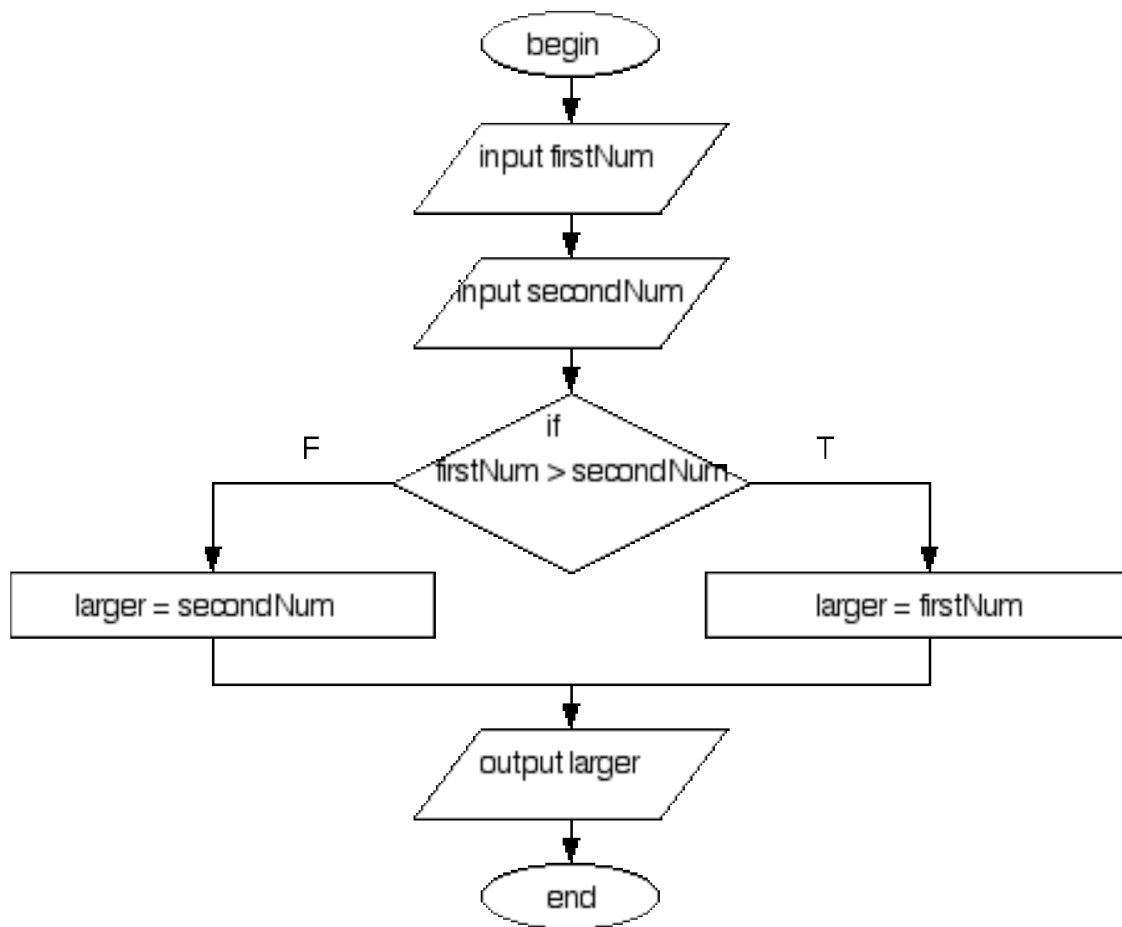 begin
input firstNum
input secondNum
if
firstNum > secondNum
F
T
larger = secondNum
larger = firstNum
output larger
end